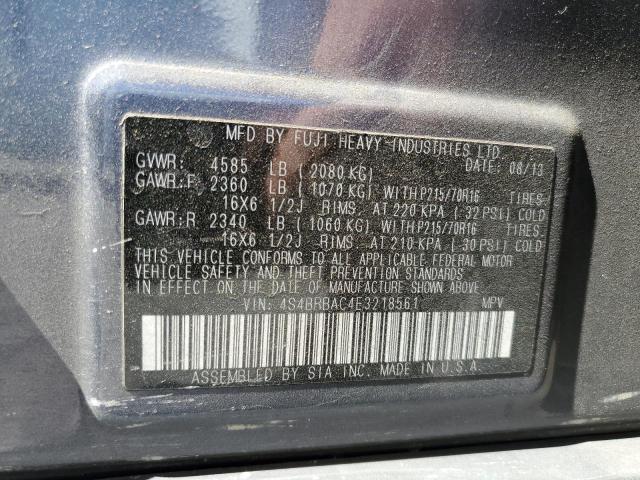 MFD BY FUJI HEAVY INDUSTRIES LTD.
GVWR: 4585 LB (2080 KG) DATE: 08/13
GAWR:F 2360 LB (1070 KG) WITH P215/70R16 TIRES
16X6 1/2J RIMS, AT 220 KPA (32 PSI) COLD
GAWR:R 2340 LB (1060 KG) WITH P215/70R16 TIRES
16X6 1/2J RIMS, AT 210 KPA (30 PSI) COLD
THIS VEHICLE CONFORMS TO ALL APPLICABLE FEDERAL MOTOR
VEHICLE SAFETY AND THEFT PREVENTION STANDARDS
IN EFFECT ON THE DATE OF MANUFACTURE SHOWN ABOVE.
VIN: 4S4BRBAC4E3218561 MPV
ASSEMBLED BY SIA INC. MADE IN U.S.A.